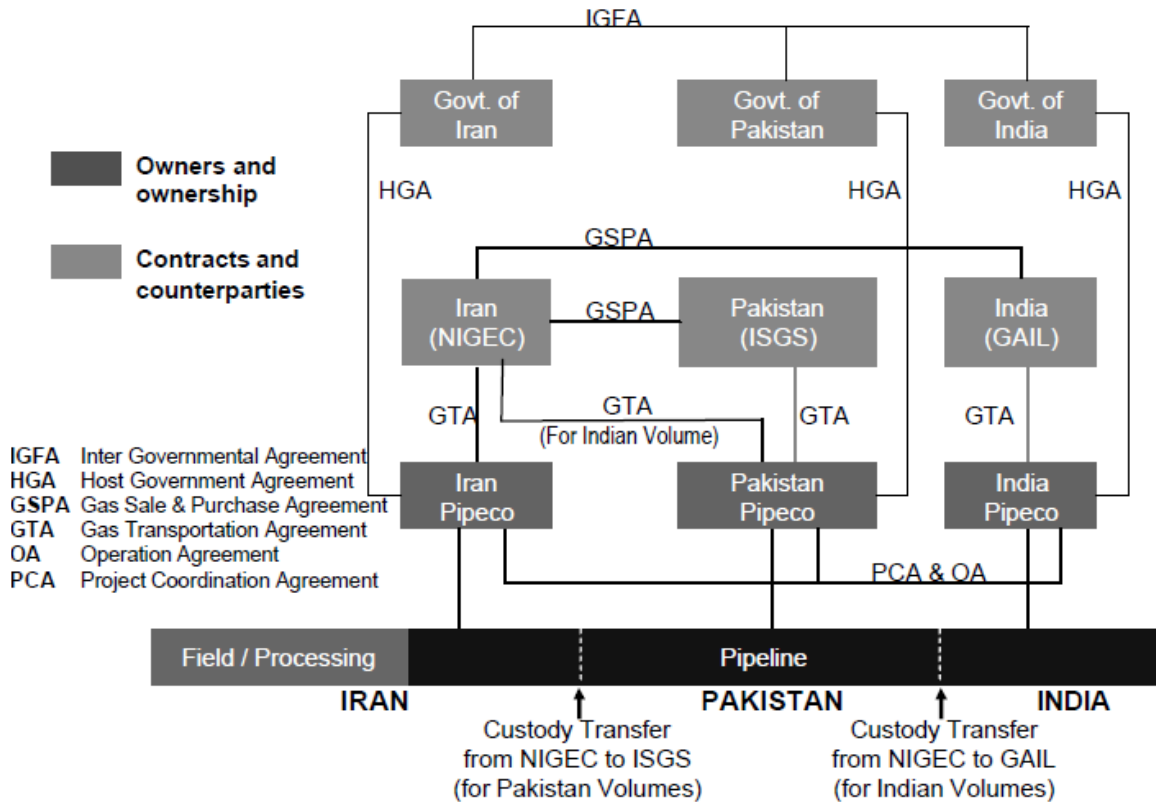 IGFA
Govt. of
Iran
Govt. of
Pakistan
Govt. of
India
Owners and
ownership
HGA
HGA
HGA
Contracts and
counterparties
GSPA
Iran
(NIGEC)
GSPA
Pakistan
(ISGS)
India
(GAIL)
GTA
GTA
(For Indian Volume)
GTA
GTA
IGFA Inter Governmental Agreement
HGA Host Government Agreement
GSPA Gas Sale & Purchase Agreement
GTA Gas Transportation Agreement
OA Operation Agreement
PCA Project Coordination Agreement
Iran
Pipeco
Pakistan
Pipeco
India
Pipeco
PCA & OA
Field / Processing
Pipeline
IRAN
PAKISTAN
INDIA
Custody Transfer
from NIGEC to ISGS
(for Pakistan Volumes)
Custody Transfer
from NIGEC to GAIL
(for Indian Volumes)